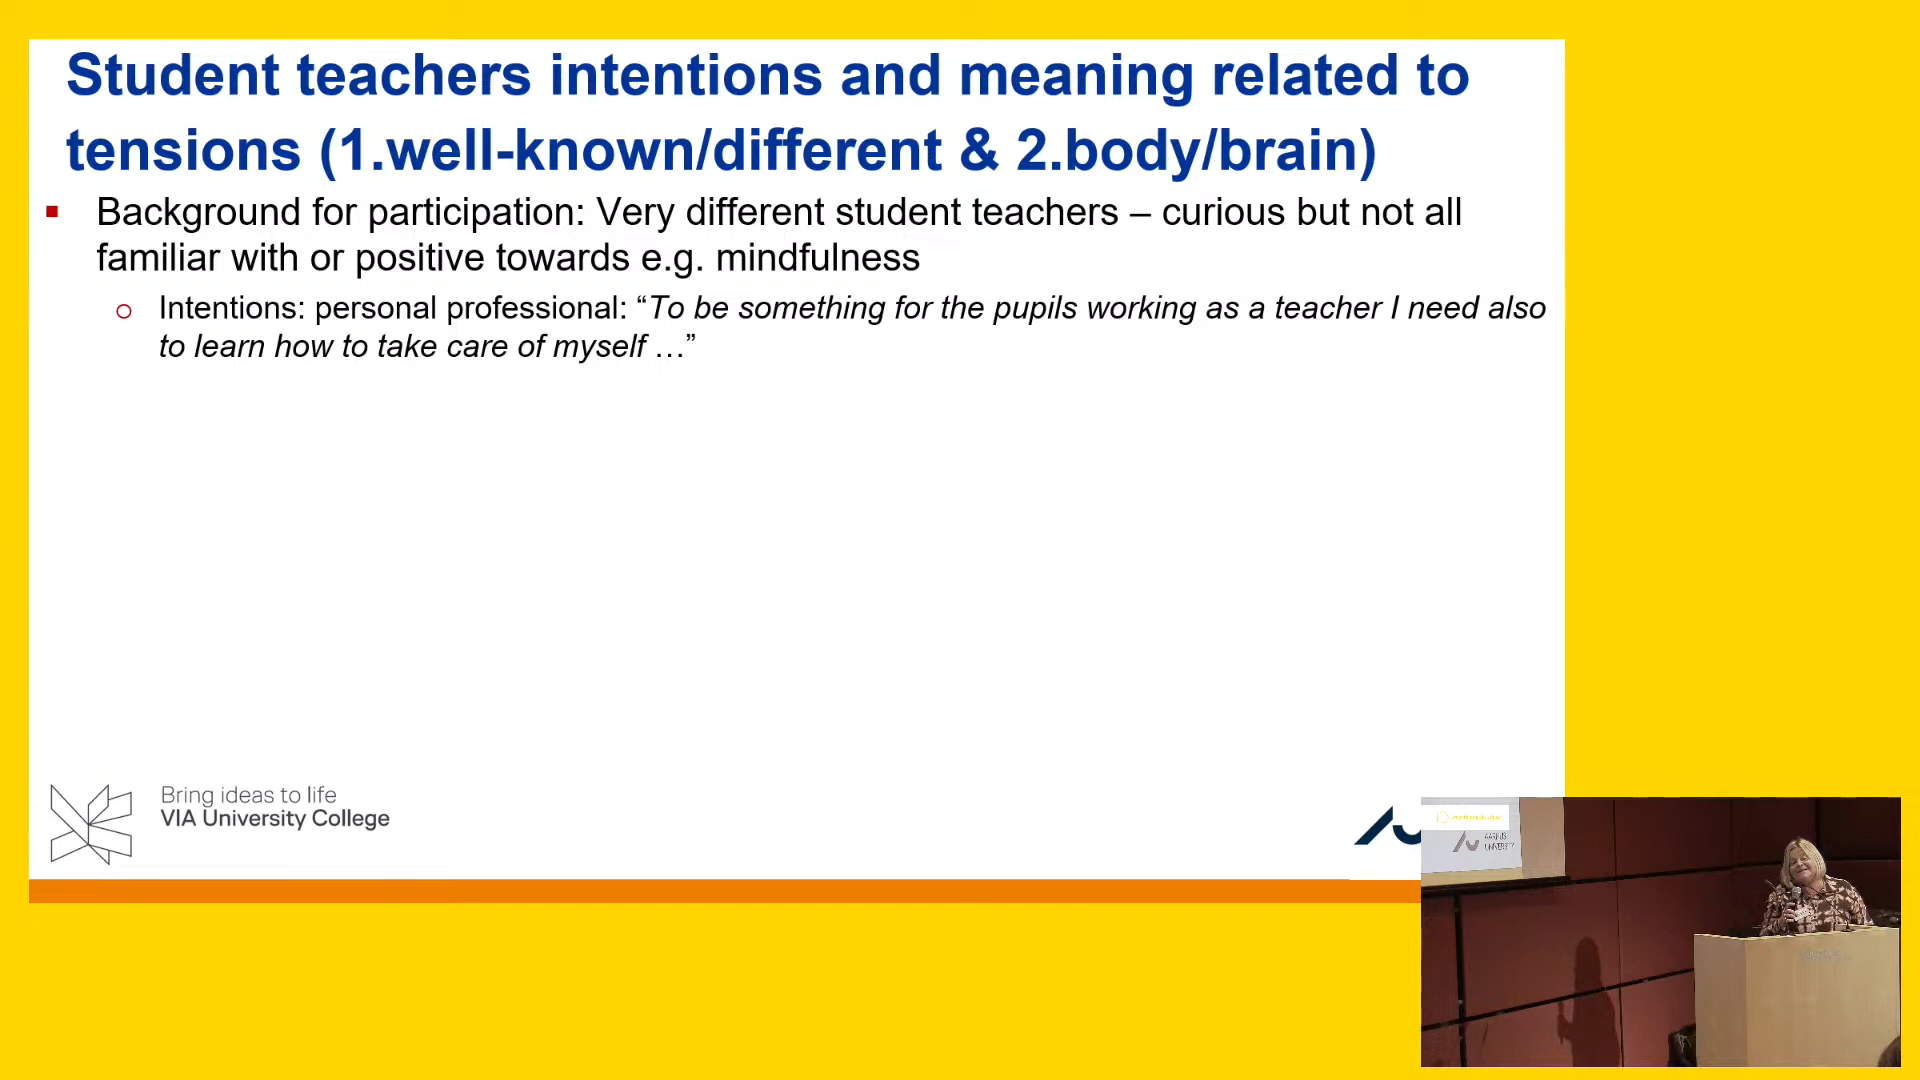 Student teachers intentions and meaning related to
tensions (1.well-known/different & 2.body/brain)
▪ Background for participation: Very different student teachers – curious but not all
familiar with or positive towards e.g. mindfulness
o Intentions: personal professional: “To be something for the pupils working as a teacher I need also
to learn how to take care of myself …”
Bring ideas to life
VIA University College
AARHUS
UNIVERSITY